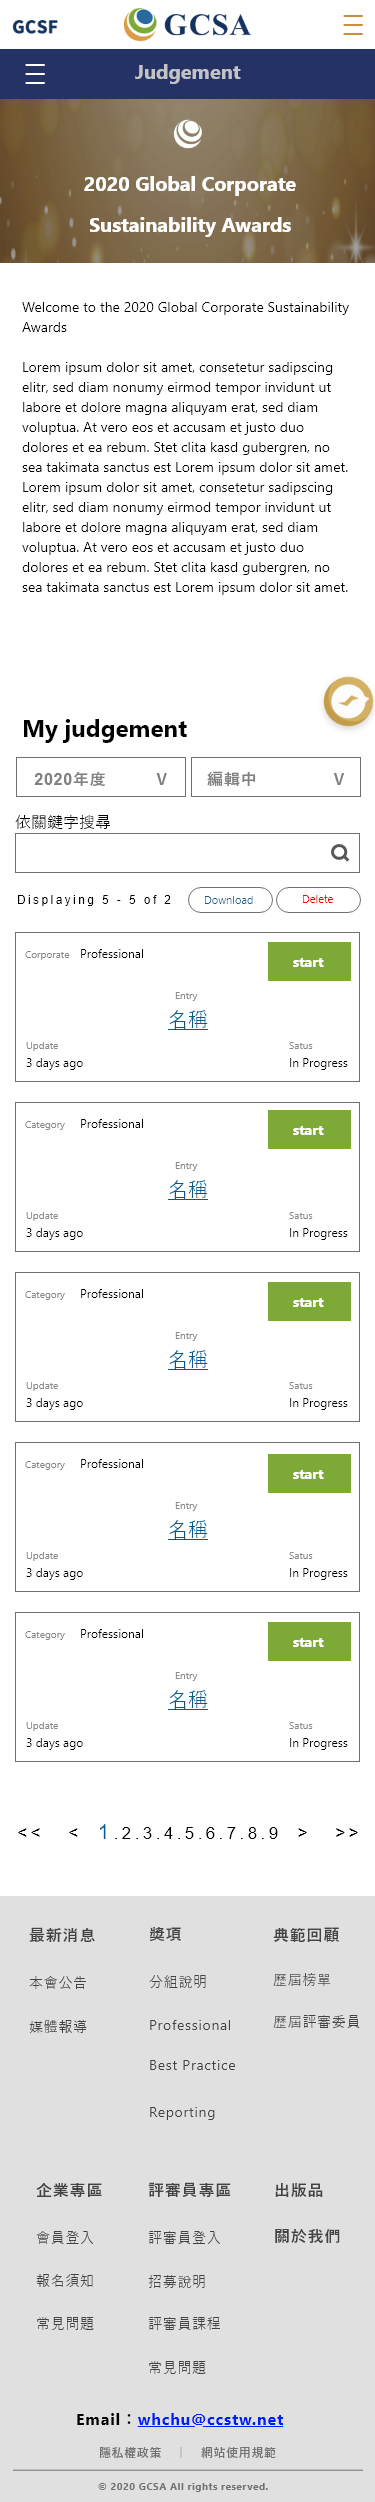 GCSF
GCSA
Judgement
2020 Global Corporate
Sustainability Awards
Welcome to the 2020 Global Corporate Sustainability
Awards
Lorem ipsum dolor sit amet, consetetur sadipscing
elitr, sed diam nonumy eirmod tempor invidunt ut
labore et dolore magna aliquyam erat, sed diam
voluptua. At vero eos et accusam et justo duo
dolores et ea rebum. Stet clita kasd gubergren, no
sea takimata sanctus est Lorem ipsum dolor sit amet.
Lorem ipsum dolor sit amet, consetetur sadipscing
elitr, sed diam nonumy eirmod tempor invidunt ut
labore et dolore magna aliquyam erat, sed diam
voluptua. At vero eos et accusam et justo duo
dolores et ea rebum. Stet clita kasd gubergren, no
sea takimata sanctus est Lorem ipsum dolor sit amet.
My judgement
2020年度 V 編輯中 V
依關鍵字搜尋
Displaying 5 - 5 of 2 Download Delete
Corporate Professional start
Entry
名稱
Update Satus
3 days ago In Progress
Category Professional start
Entry
名稱
Update Satus
3 days ago In Progress
Category Professional start
Entry
名稱
Update Satus
3 days ago In Progress
Category Professional start
Entry
名稱
Update Satus
3 days ago In Progress
Category Professional start
Entry
名稱
Update Satus
3 days ago In Progress
<< < 1.2.3.4.5.6.7.8.9 > >>
最新消息 獎項 典範回顧
本會公告 分組說明 歷屆榜單
媒體報導 Professional 歷屆評審委員
Best Practice
Reporting
企業專區 評審員專區 出版品
會員登入 評審員登入 關於我們
報名須知 招募說明
常見問題 評審員課程
常見問題
Email：whchu@ccstw.net
隱私權政策 | 網站使用規範
© 2020 GCSA All rights reserved.